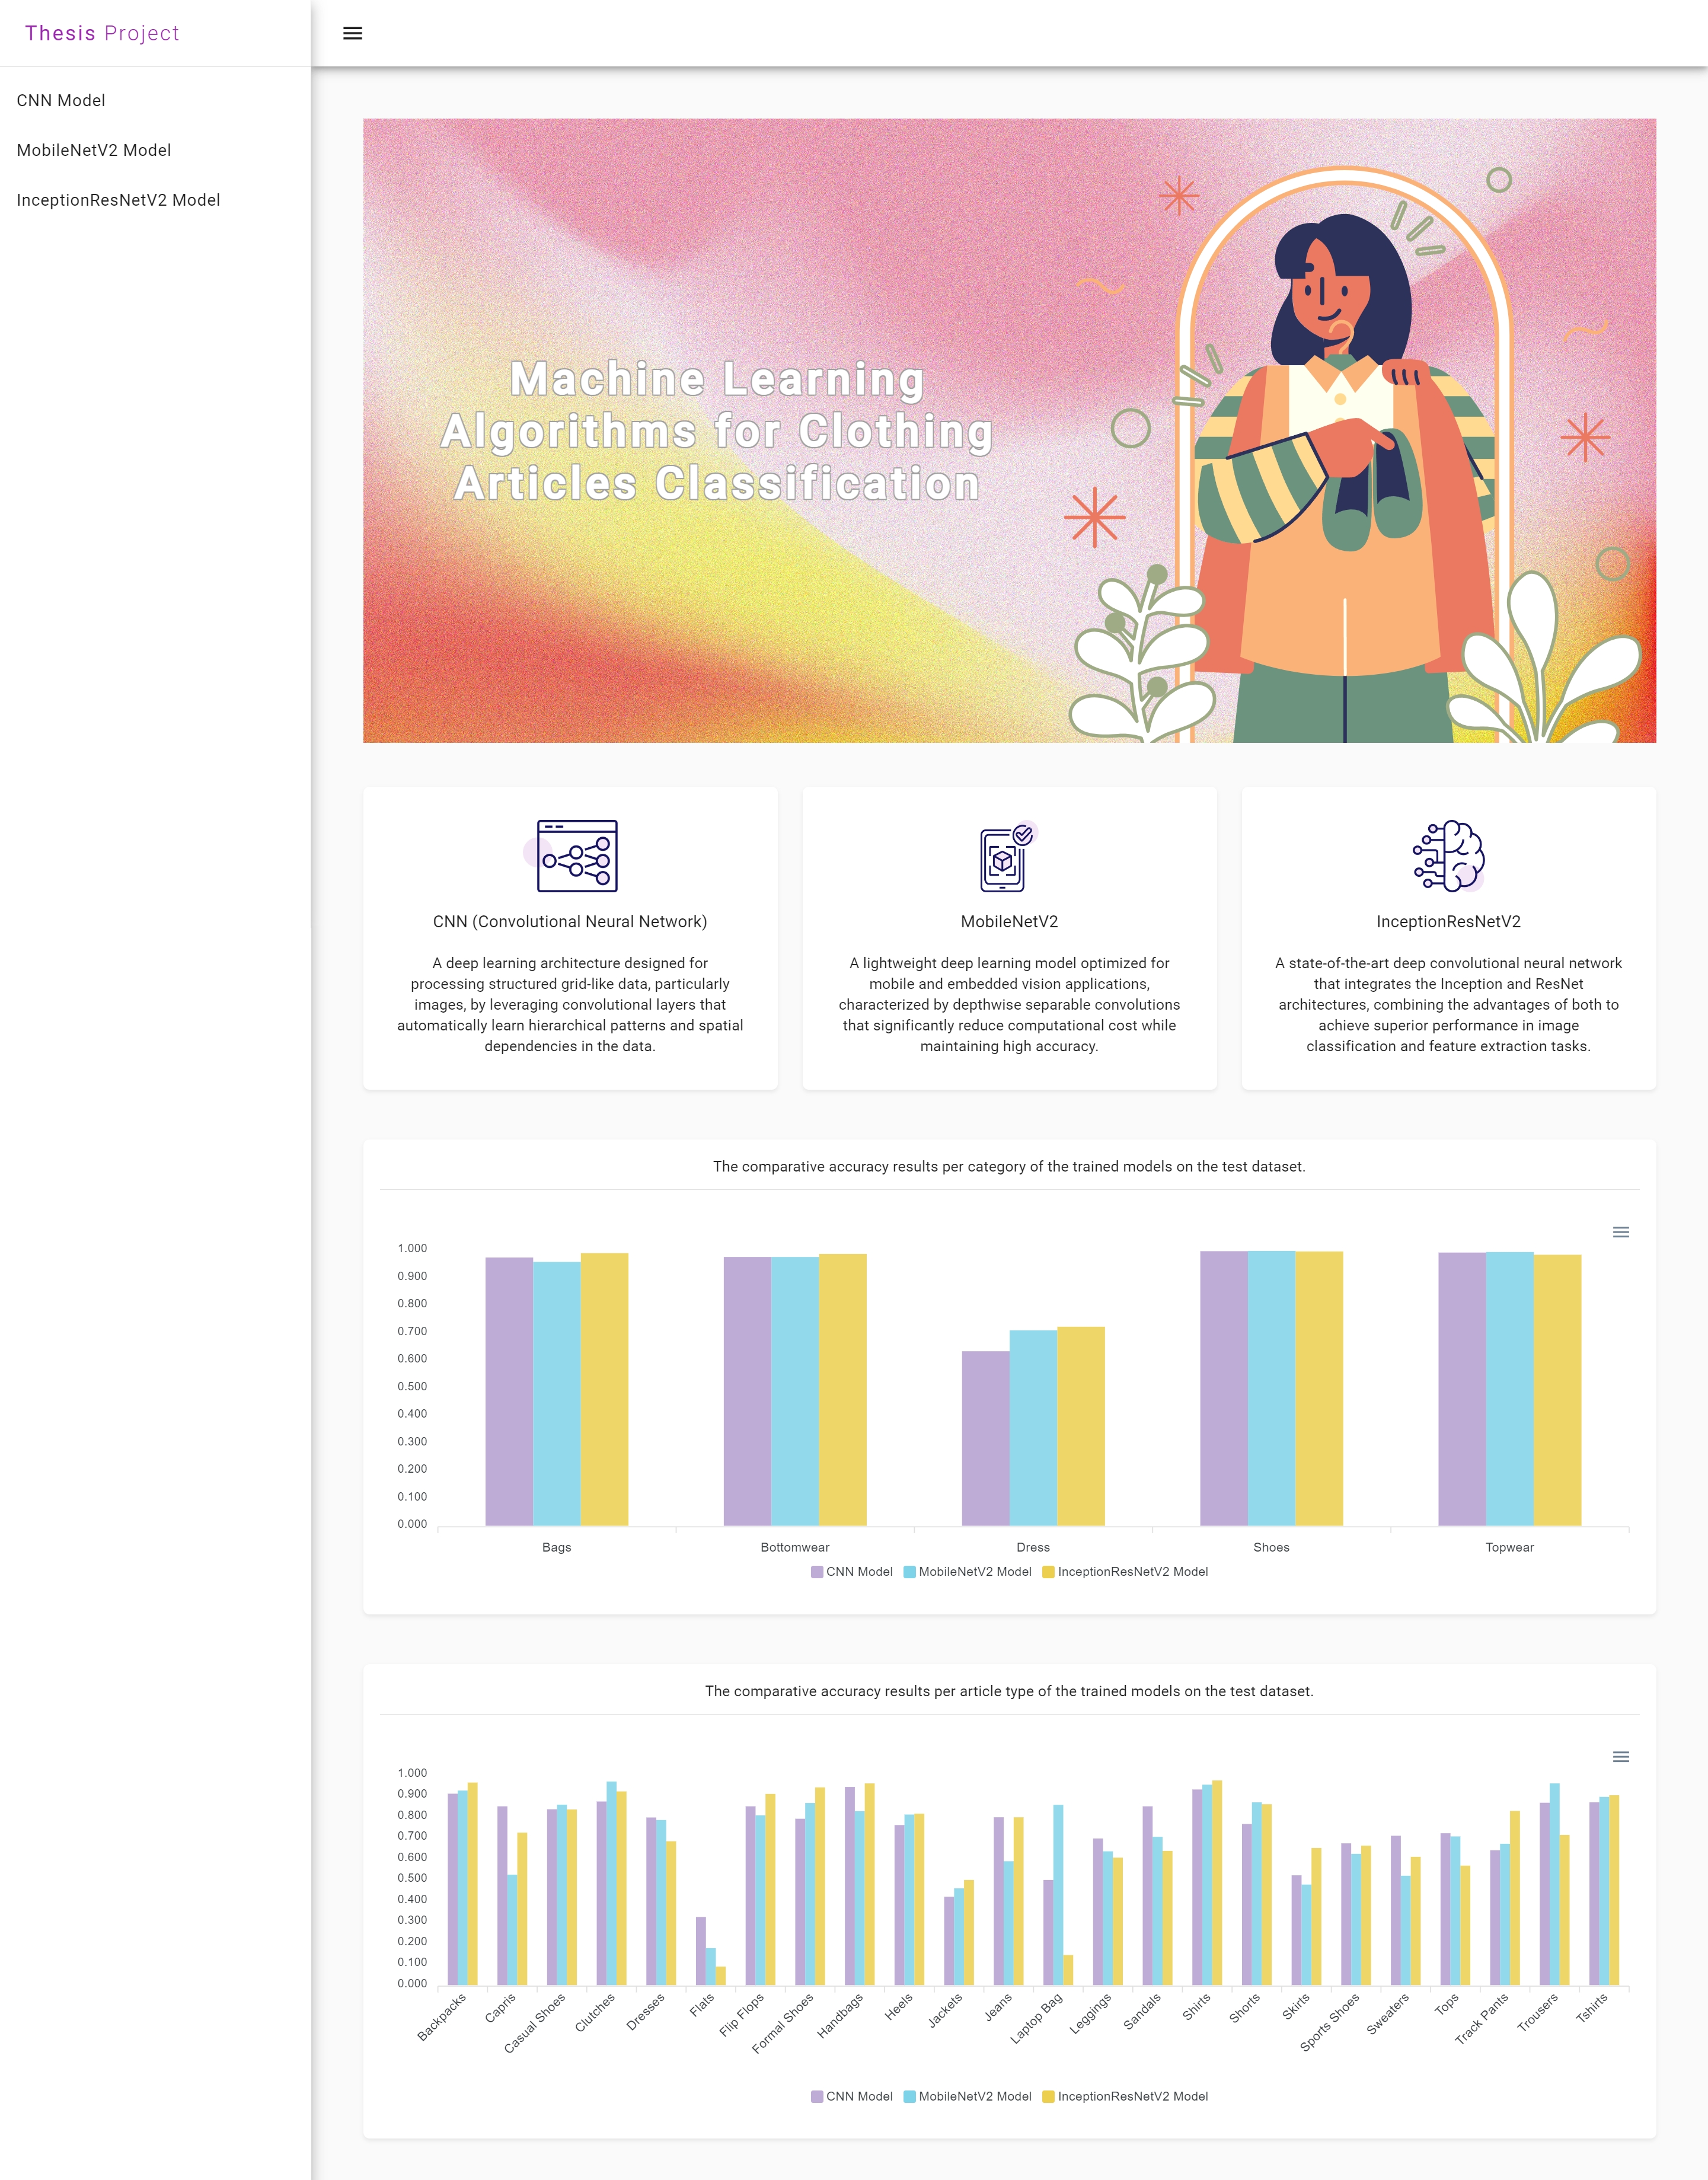 Thesis Project
CNN Model
MobileNetV2 Model
InceptionResNetV2 Model
Machine Learning
Algorithms for Clothing
Articles Classification
CNN (Convolutional Neural Network)
A deep learning architecture designed for
processing structured grid-like data, particularly
images, by leveraging convolutional layers that
automatically learn hierarchical patterns and spatial
dependencies in the data.
MobileNetV2
A lightweight deep learning model optimized for
mobile and embedded vision applications,
characterized by depthwise separable convolutions
that significantly reduce computational cost while
maintaining high accuracy.
InceptionResNetV2
A state-of-the-art deep convolutional neural network
that integrates the Inception and ResNet
architectures, combining the advantages of both to
achieve superior performance in image
classification and feature extraction tasks.
The comparative accuracy results per category of the trained models on the test dataset.
1.000
0.900
0.800
0.700
0.600
0.500
0.400
0.300
0.200
0.100
0.000
Bags Bottomwear Dress Shoes Topwear
CNN Model MobileNetV2 Model InceptionResNetV2 Model
The comparative accuracy results per article type of the trained models on the test dataset.
1.000
0.900
0.800
0.700
0.600
0.500
0.400
0.300
0.200
0.100
0.000
Backpacks
Capris
Casual Shoes
Clutches
Dresses
Flats
Flip Flops
Formal Shoes
Handbags
Heels
Jackets
Jeans
Laptop Bag
Leggings
Sandals
Shirts
Shorts
Skirts
Sports Shoes
Sweaters
Tops
Track Pants
Trousers
Tshirts
CNN Model MobileNetV2 Model InceptionResNetV2 Model